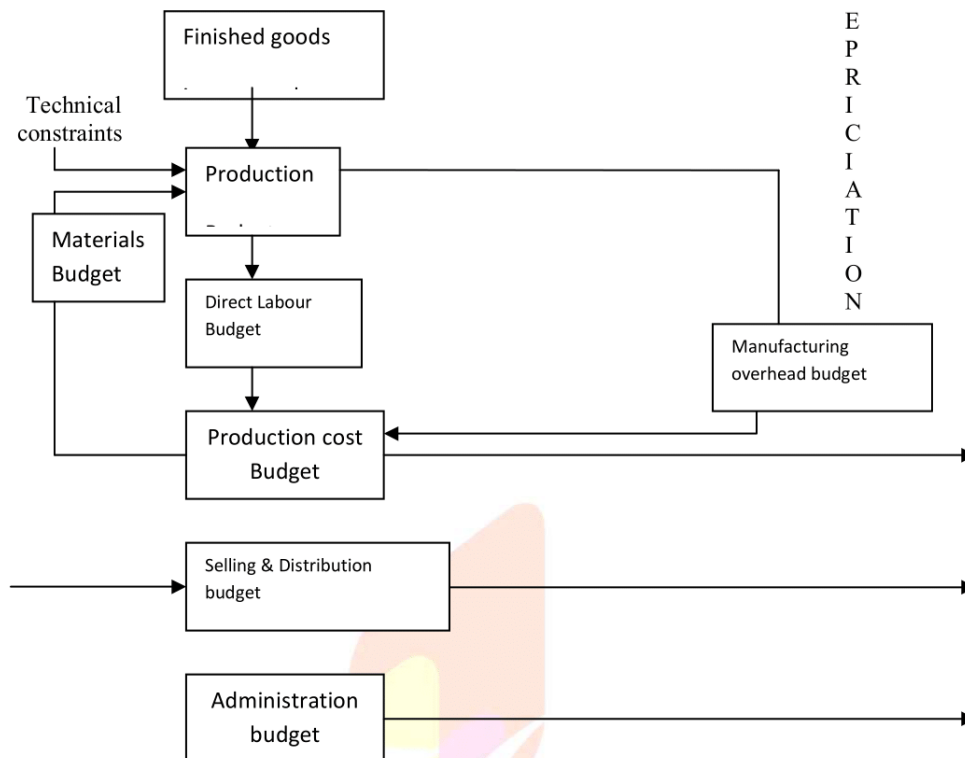 Finished goods
Technical
constraints
Production
Materials
Budget
Direct Labour
Budget
Manufacturing
overhead budget
Production cost
Budget
Selling & Distribution
budget
Administration
budget
E
P
R
I
C
I
A
T
I
O
N